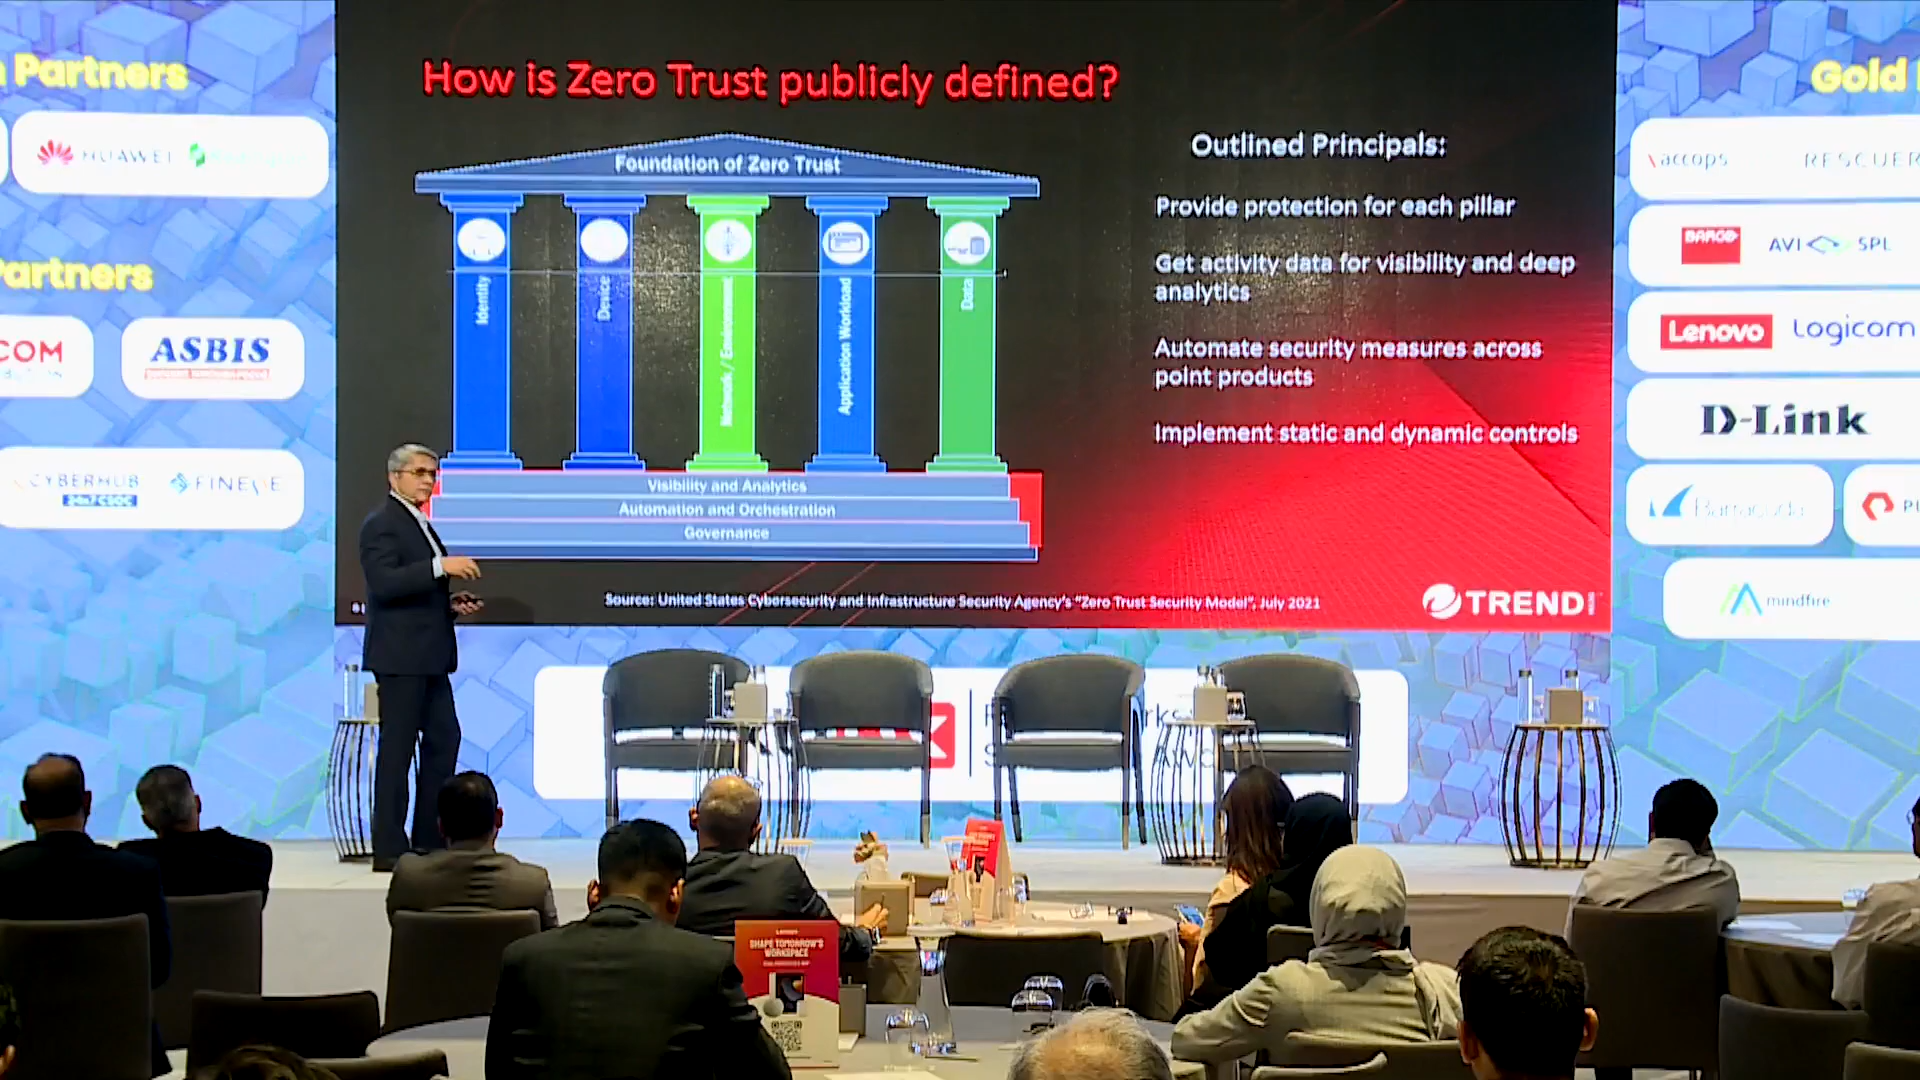 How is Zero Trust publicly defined?
Foundation of Zero Trust
Identity
Device
Network / Environment
Application Workload
Data
Visibility and Analytics
Automation and Orchestration
Governance
Outlined Principals:
Provide protection for each pillar
Get activity data for visibility and deep
analytics
Automate security measures across
point products
Implement static and dynamic controls
Source: United States Cybersecurity and Infrastructure Security Agency's "Zero Trust Security Model", July 2021
TREND
MICRO
Partners
HUAWEI
Partners
COM
ASBIS
CYBERHUB
24x7 CSOC
Gold
accops
RESCUER
BARCO
AVI SPL
Lenovo
Logicom
D-Link
Barracuda
mindfire
SHAPE TOMORROW'S
WORKSPACE